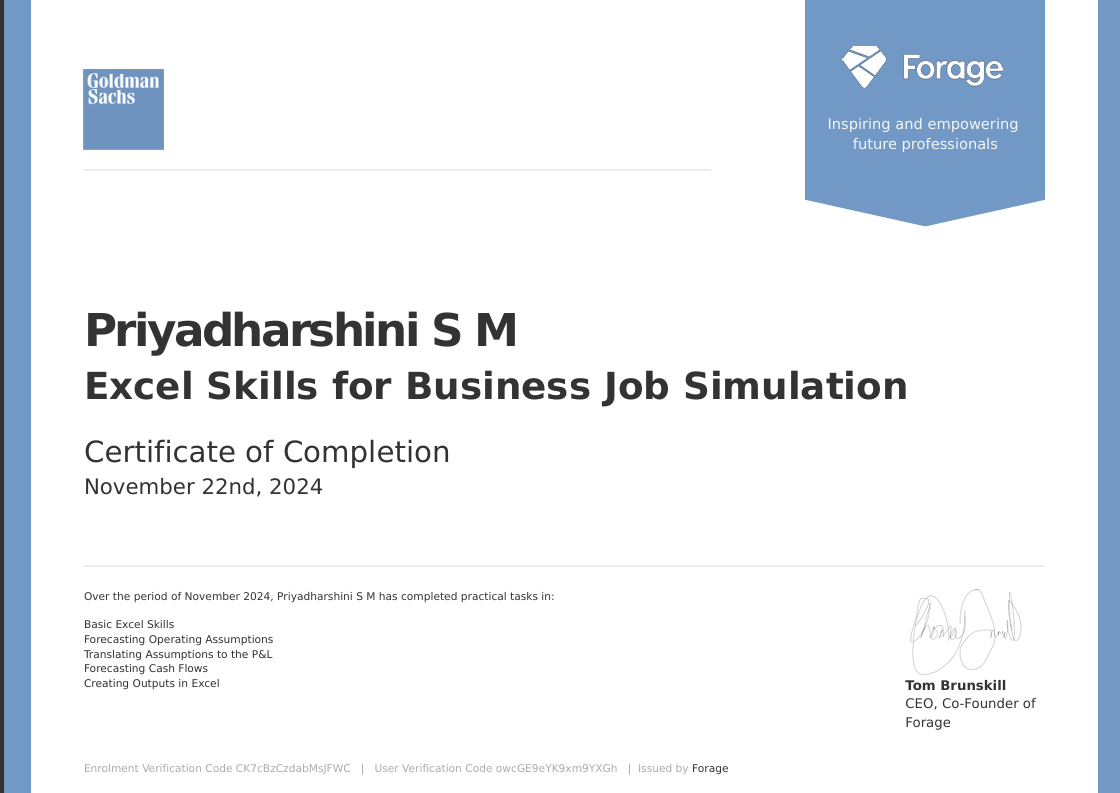 Goldman
Sachs
Forage
Inspiring and empowering
future professionals
Priyadharshini S M
Excel Skills for Business Job Simulation
Certificate of Completion
November 22nd, 2024
Over the period of November 2024, Priyadharshini S M has completed practical tasks in:
Basic Excel Skills
Forecasting Operating Assumptions
Translating Assumptions to the P&L
Forecasting Cash Flows
Creating Outputs in Excel
Tom Brunskill
CEO, Co-Founder of
Forage
Enrolment Verification Code CK7cBzCzdabMsJFWC | User Verification Code owcGE9eYK9xm9YXGh | Issued by Forage